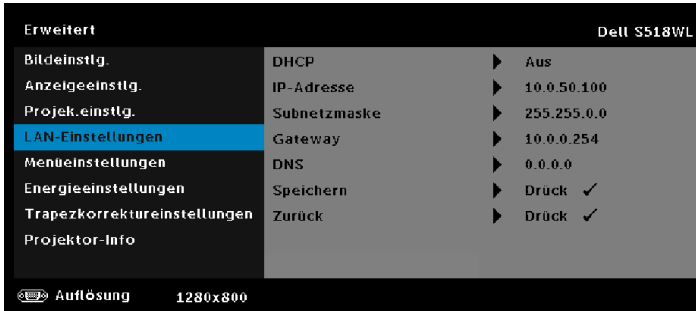 Erweitert Dell S518WL
Bildeinstlg. DHCP Aus
Anzeigeeinstlg. IP-Adresse 10.0.50.100
Projek.einstlg. Subnetzmaske 255.255.0.0
LAN-Einstellungen Gateway 10.0.0.254
Menüeinstellungen DNS 0.0.0.0
Energieeinstellungen Speichern Drück ✓
Trapezkorrektureinstellungen Zurück Drück ✓
Projektor-Info
Auflösung 1280x800